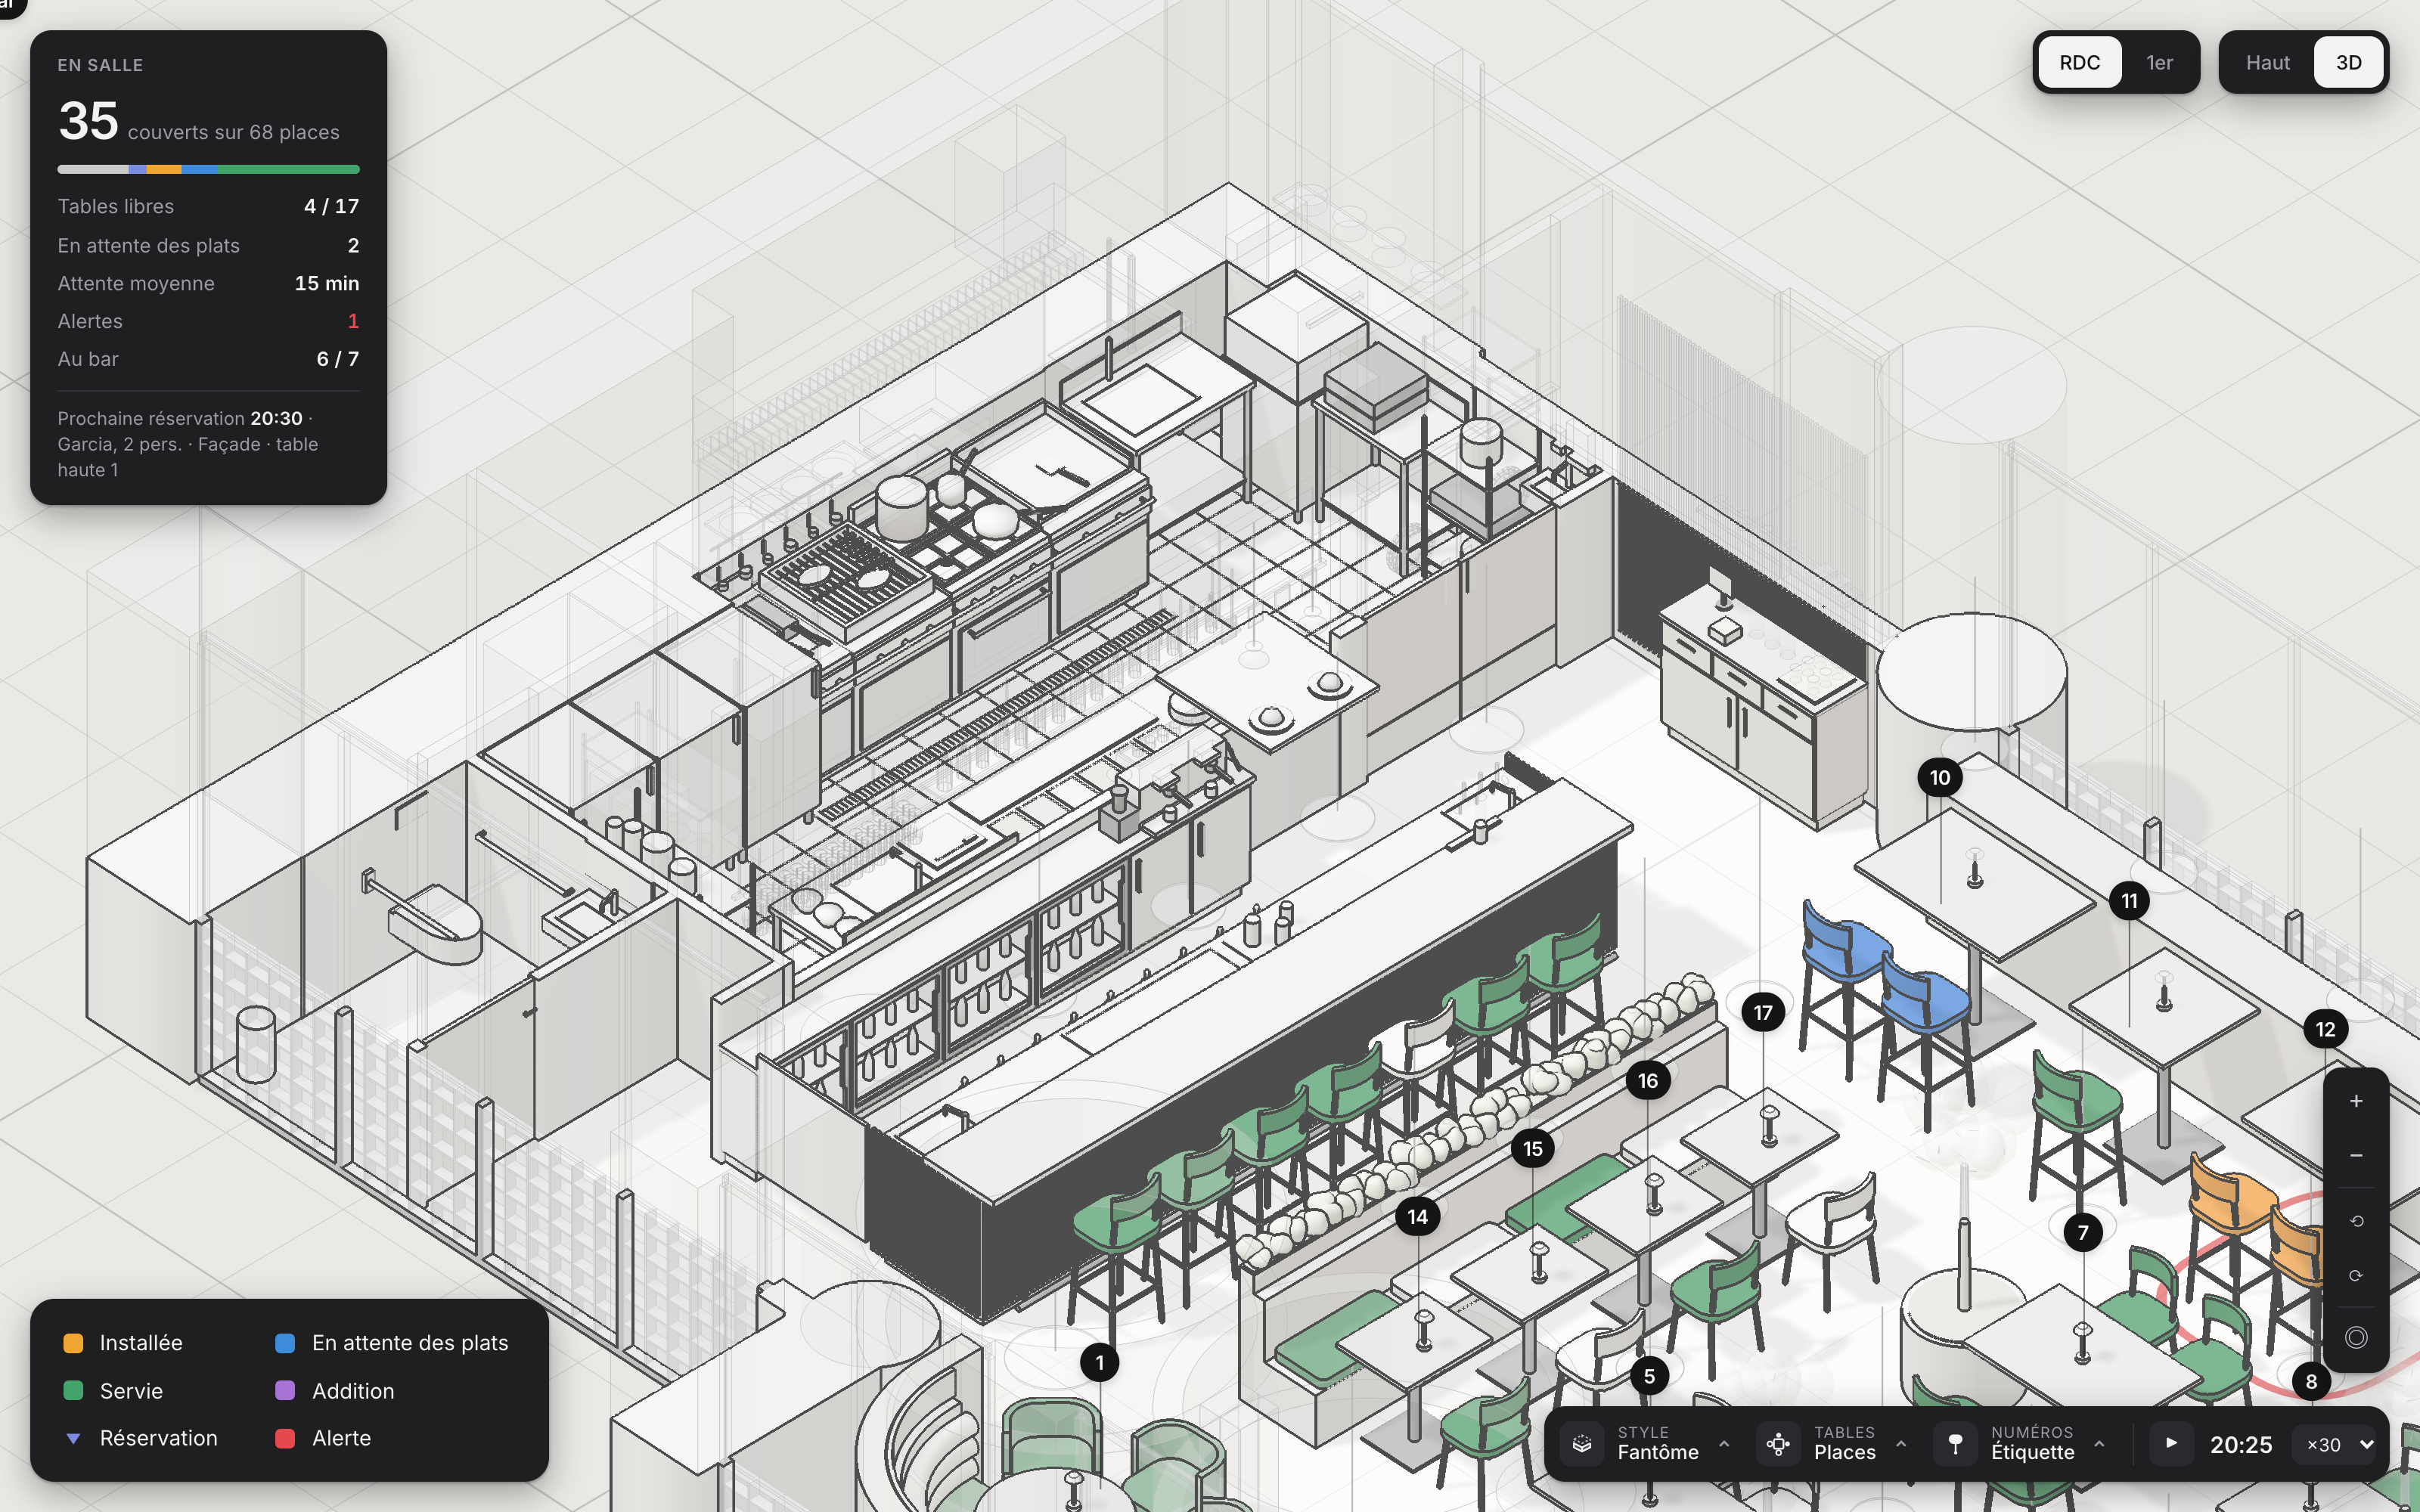 ar
EN SALLE
35 couverts sur 68 places
Tables libres 4 / 17
En attente des plats 2
Attente moyenne 15 min
Alertes 1
Au bar 6 / 7
Prochaine réservation 20:30 ·
Garcia, 2 pers. · Façade · table
haute 1
RDC 1er Haut 3D
10
11
12
17
16
15
14
7
1
5
8
Installée En attente des plats
Servie Addition
Réservation Alerte
STYLE
Fantôme
TABLES
Places
NUMÉROS
Étiquette
20:25 ×30